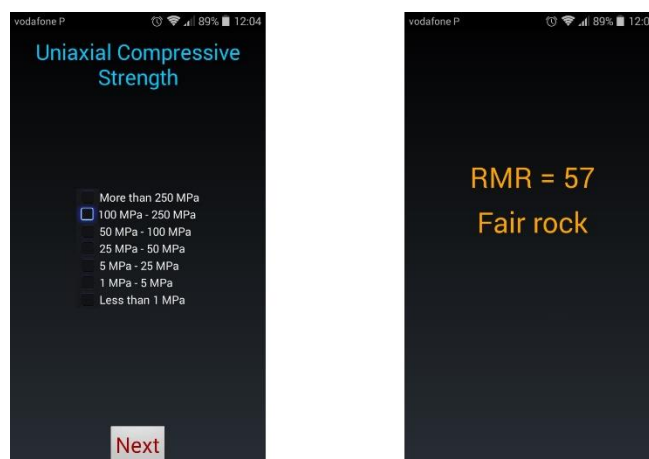 vodafone P 89% 12:04
Uniaxial Compressive
Strength
More than 250 MPa
100 MPa - 250 MPa
50 MPa - 100 MPa
25 MPa - 50 MPa
5 MPa - 25 MPa
1 MPa - 5 MPa
Less than 1 MPa
Next
vodafone P 89% 12:0
RMR = 57
Fair rock